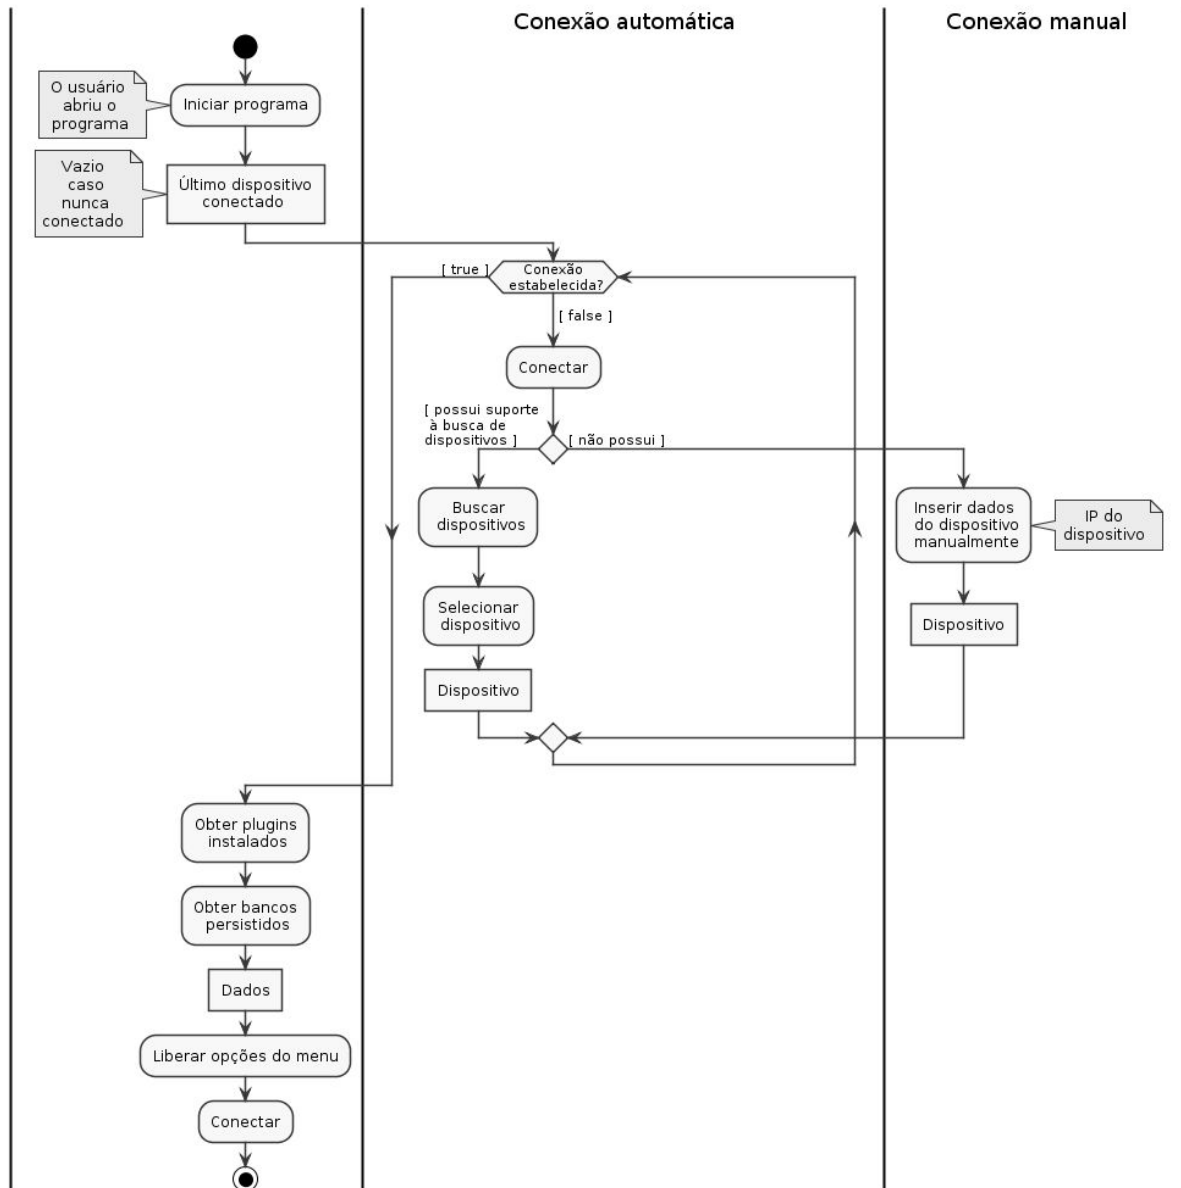 Conexão automática
Conexão manual
O usuário
abriu o
programa
Iniciar programa
Vazio
caso
nunca
conectado
Último dispositivo
conectado
[ true ]
Conexão
estabelecida?
[ false ]
Conectar
[ possui suporte
à busca de
dispositivos ]
[ não possui ]
Buscar
dispositivos
Inserir dados
do dispositivo
manualmente
IP do
dispositivo
Selecionar
dispositivo
Dispositivo
Dispositivo
Obter plugins
instalados
Obter bancos
persistidos
Dados
Liberar opções do menu
Conectar